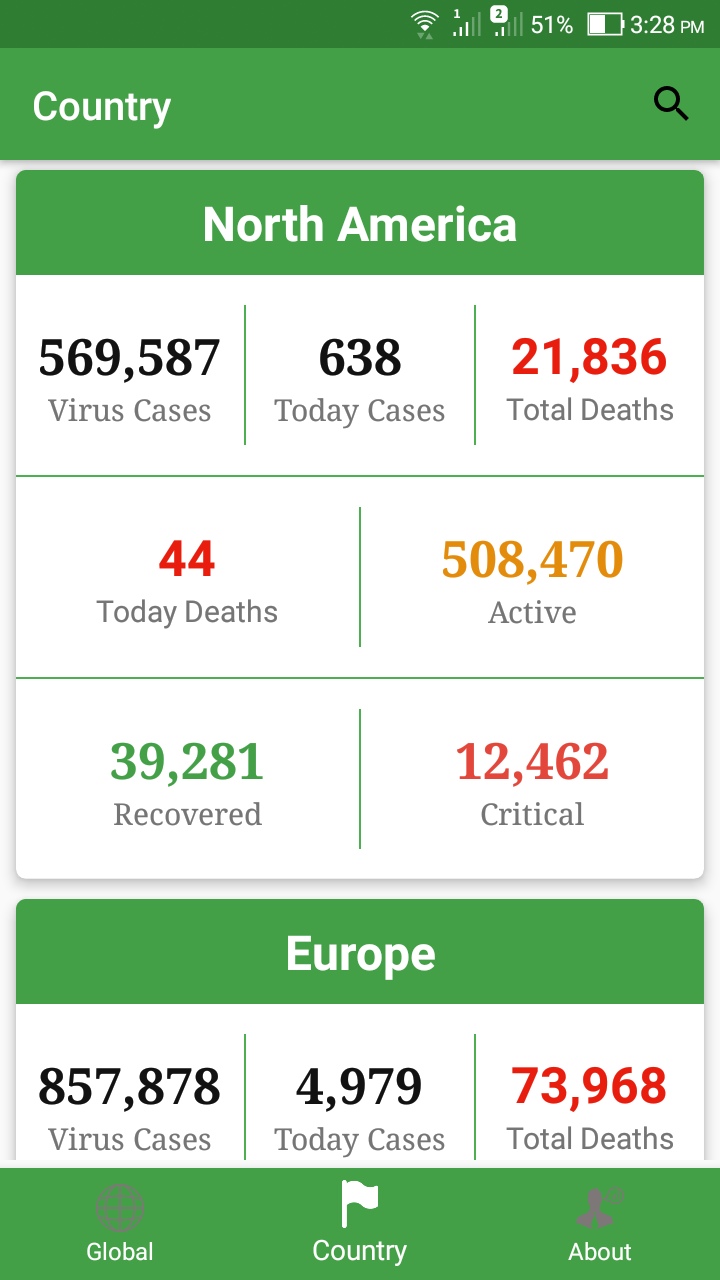 1 2 51% 3:28 PM
Country
North America
569,587 638 21,836
Virus Cases Today Cases Total Deaths
44 508,470
Today Deaths Active
39,281 12,462
Recovered Critical
Europe
857,878 4,979 73,968
Virus Cases Today Cases Total Deaths
Global Country About